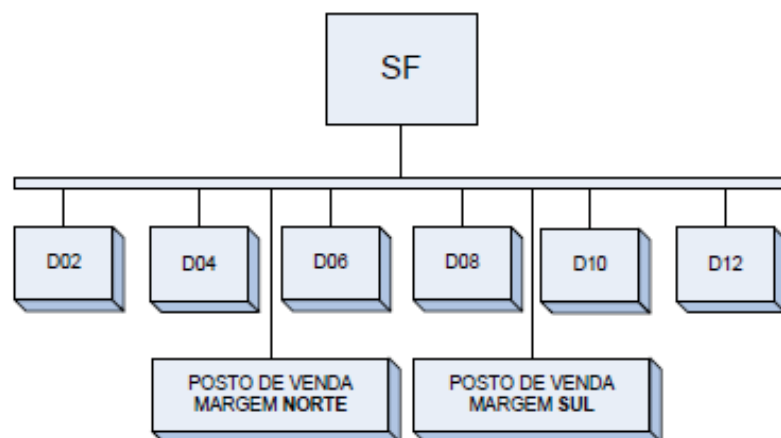 SF
D02
D04
D06
D08
D10
D12
POSTO DE VENDA
MARGEM NORTE
POSTO DE VENDA
MARGEM SUL